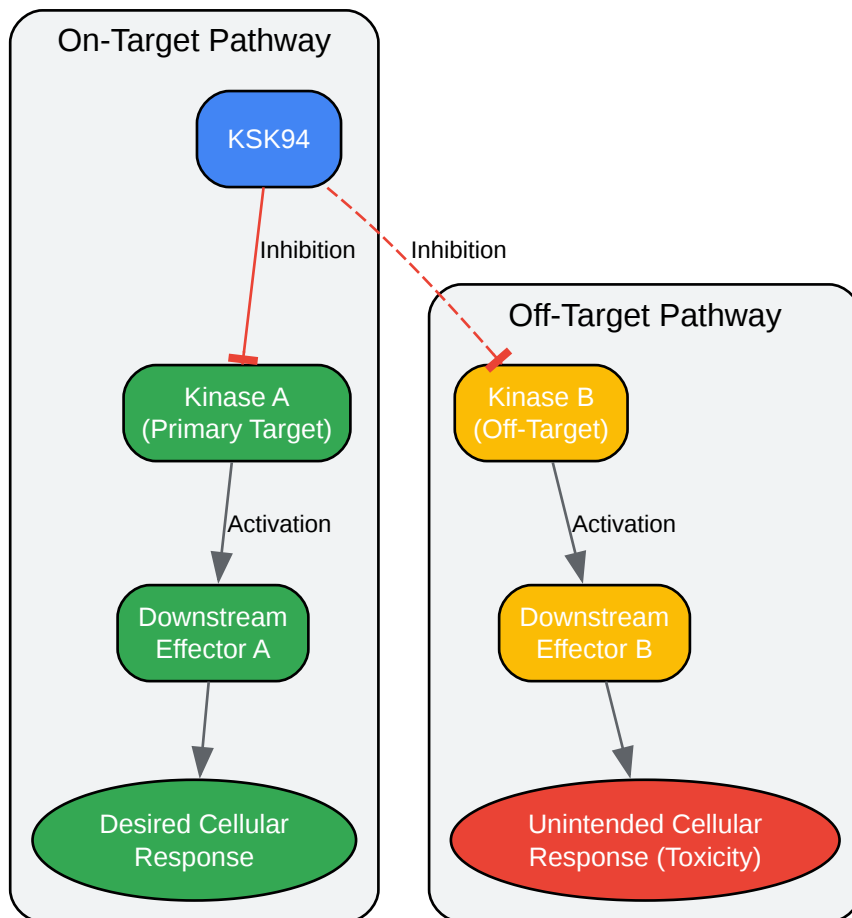 On-Target Pathway
KSK94
Inhibition
Inhibition
Off-Target Pathway
Kinase A
(Primary Target)
Kinase B
(Off-Target)
Activation
Activation
Downstream
Effector A
Downstream
Effector B
Desired Cellular
Response
Unintended Cellular
Response (Toxicity)